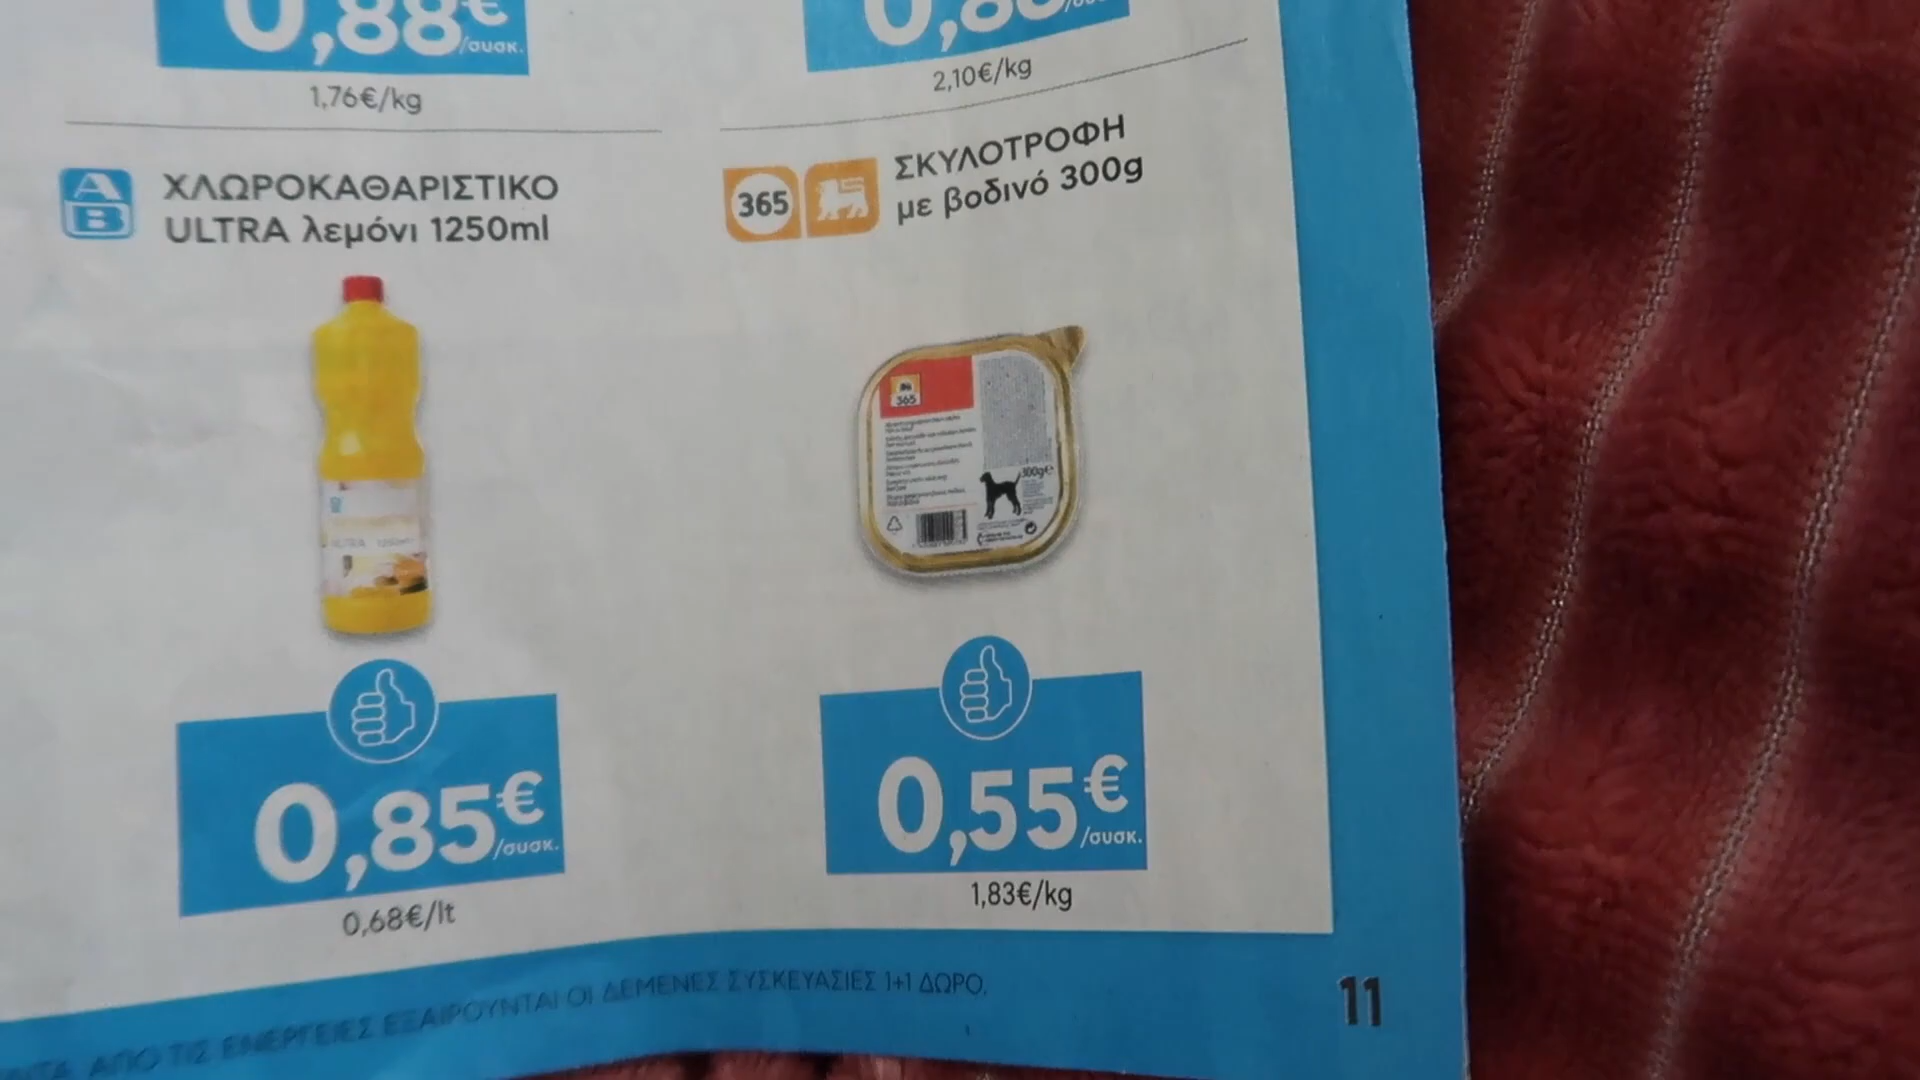 0,88€
/συσκ.
1,76€/kg
2,10€/kg
AB
ΧΛΩΡΟΚΑΘΑΡΙΣΤΙΚΟ
ULTRA λεμόνι 1250ml
365
ΣΚΥΛΟΤΡΟΦΗ
με βοδινό 300g
365
300g℮
ULTRA 1250ml
0,85€
/συσκ.
0,68€/lt
0,55€
/συσκ.
1,83€/kg
ΑΠΟ ΤΙΣ ΕΝΕΡΓΕΙΕΣ ΕΞΑΙΡΟΥΝΤΑΙ ΟΙ ΔΕΜΕΝΕΣ ΣΥΣΚΕΥΑΣΙΕΣ 1+1 ΔΩΡΟ.
11